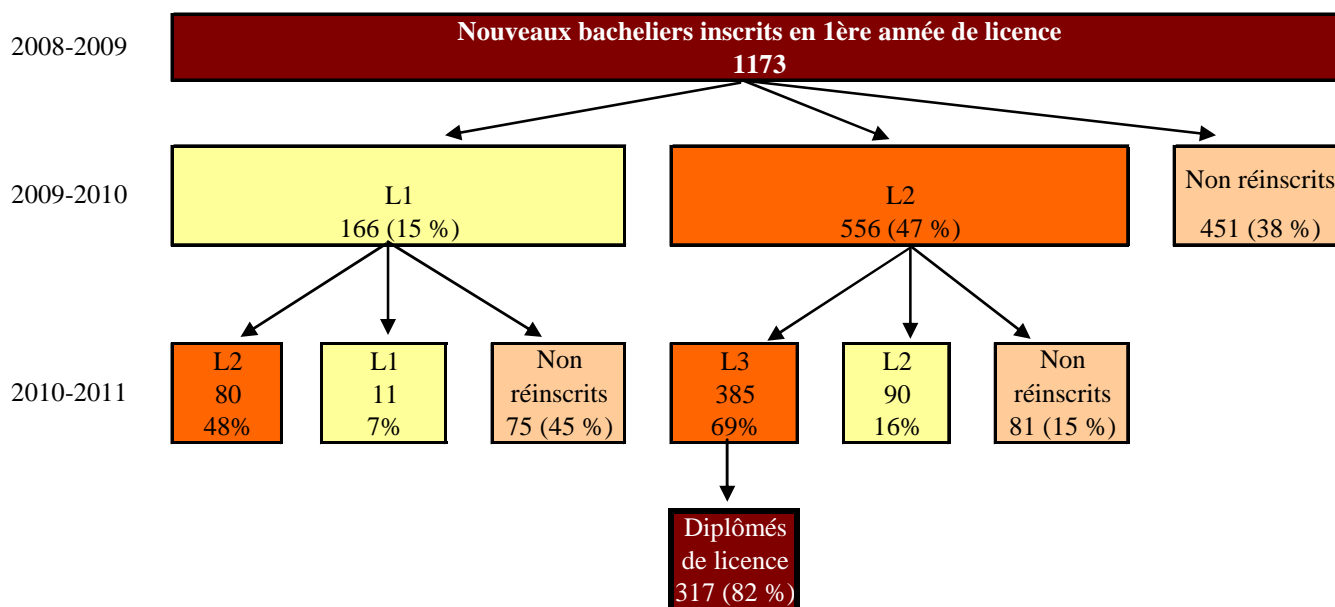 2008-2009
Nouveaux bacheliers inscrits en 1ère année de licence
1173
2009-2010
L1
166 (15 %)
L2
556 (47 %)
Non réinscrits
451 (38 %)
2010-2011
L2
80
48%
L1
11
7%
Non
réinscrits
75 (45 %)
L3
385
69%
L2
90
16%
Non
réinscrits
81 (15 %)
Diplômés
de licence
317 (82 %)